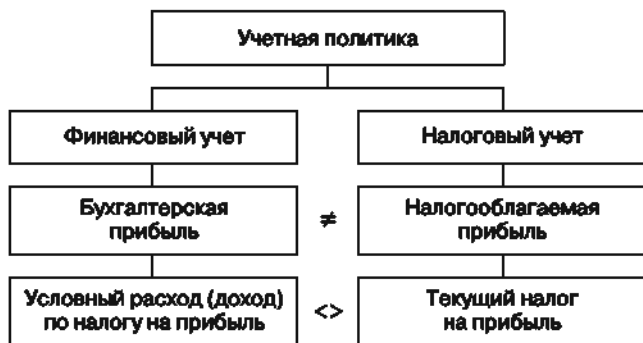 Учетная политика
Финансовый учет
Налоговый учет
Бухгалтерская
прибыль
≠
Налогооблагаемая
прибыль
Условный расход (доход)
по налогу на прибыль
<>
Текущий налог
на прибыль